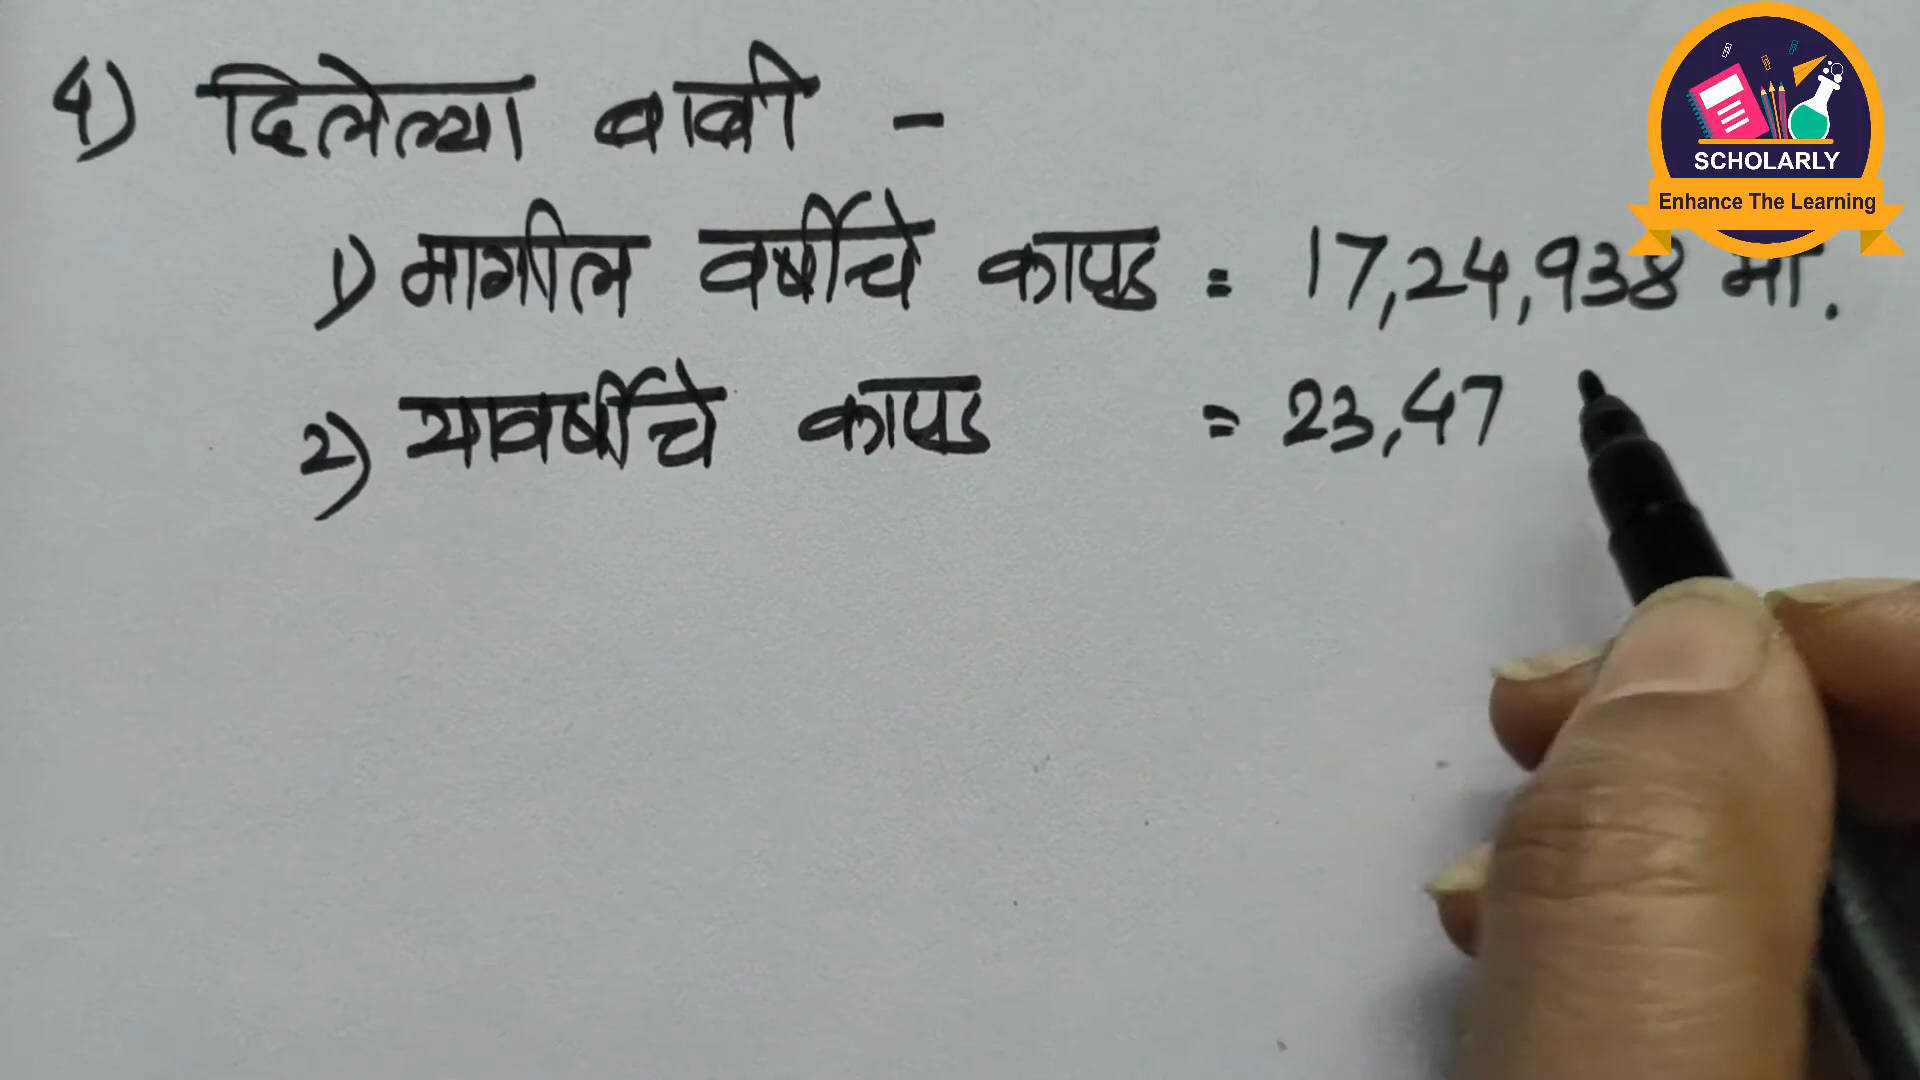 4) दिलेल्या बाबी -
1) मागील वर्षीचे कापड = 17,24,938 मी.
2) यावर्षीचे कापड = 23,47
SCHOLARLY
Enhance The Learning